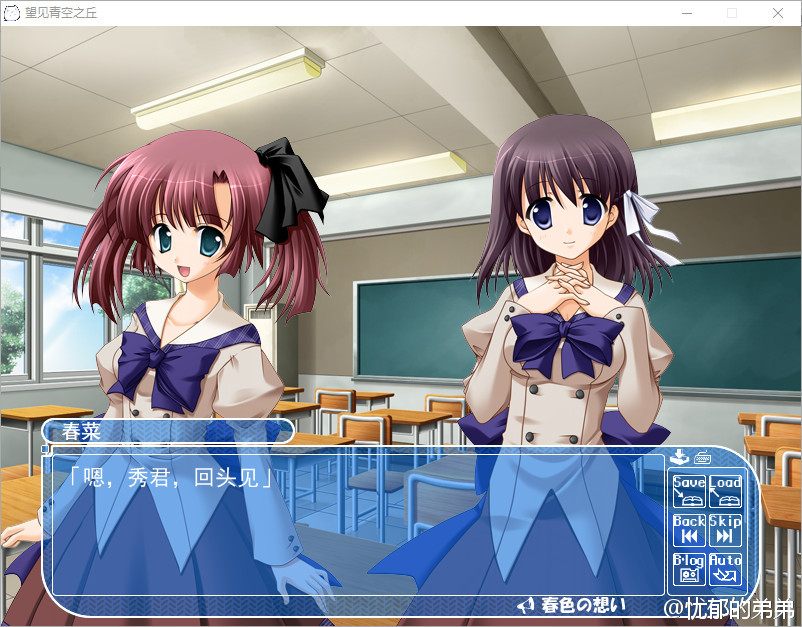 望见青空之丘
春菜
「嗯，秀君，回头见」
Save Load
Back Skip
B·log Auto
春色の想い
@忧郁的弟弟